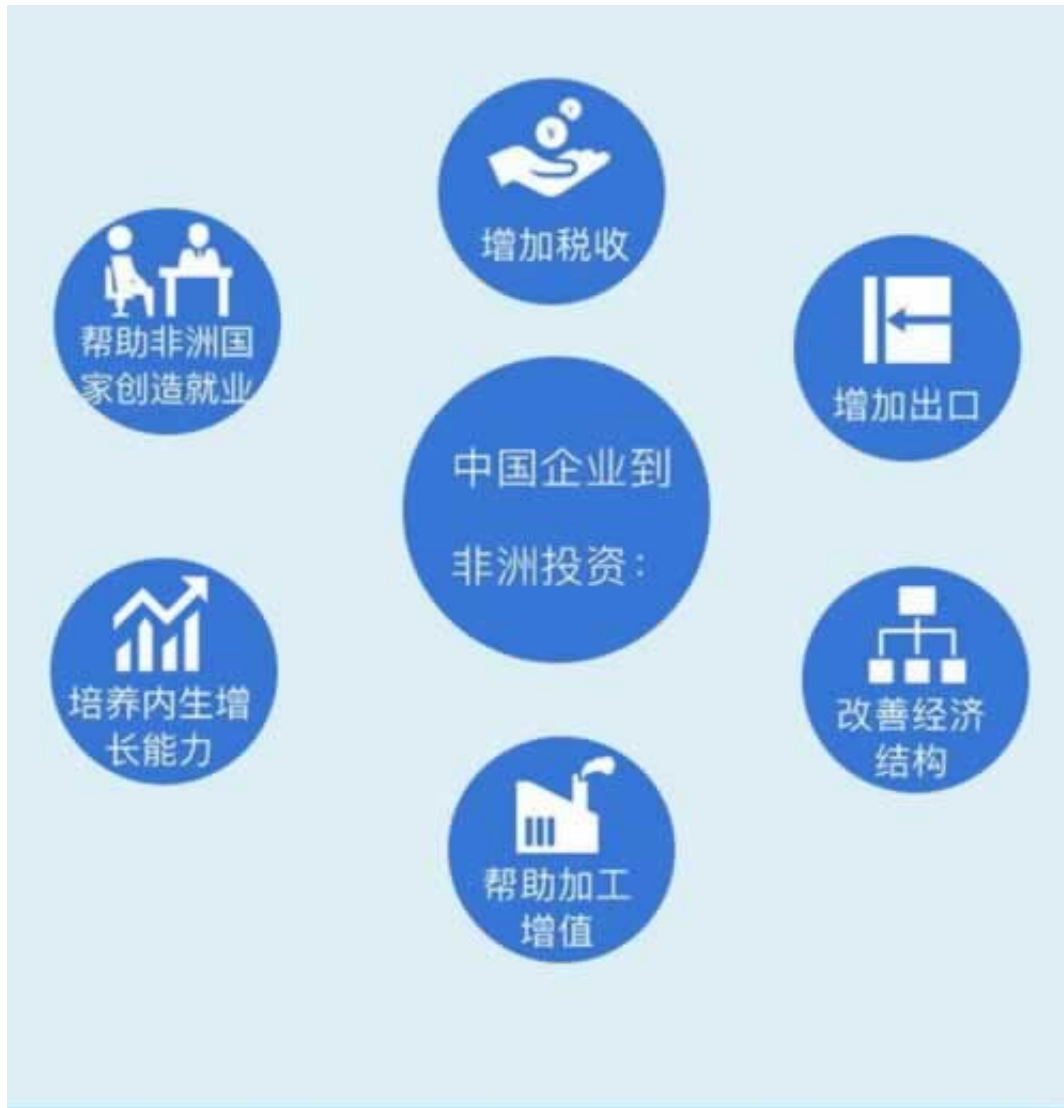 增加税收
帮助非洲国
家创造就业
增加出口
中国企业到
非洲投资：
培养内生增
长能力
改善经济
结构
帮助加工
增值